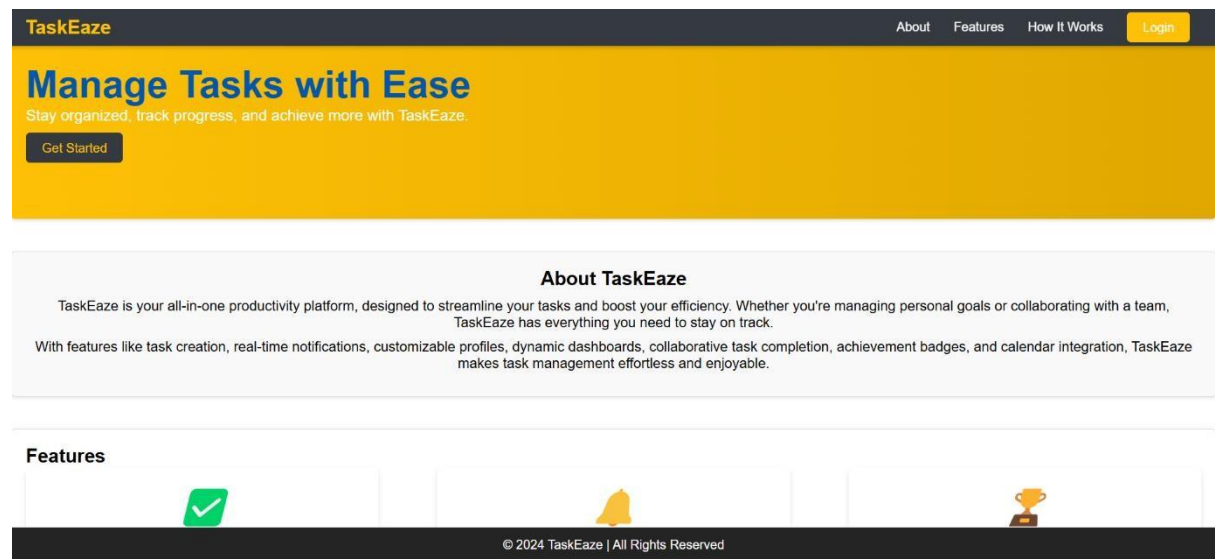 TaskEaze
About Features How It Works Login
Manage Tasks with Ease
Stay organized, track progress, and achieve more with TaskEaze.
Get Started
About TaskEaze
TaskEaze is your all-in-one productivity platform, designed to streamline your tasks and boost your efficiency. Whether you're managing personal goals or collaborating with a team,
TaskEaze has everything you need to stay on track.
With features like task creation, real-time notifications, customizable profiles, dynamic dashboards, collaborative task completion, achievement badges, and calendar integration, TaskEaze
makes task management effortless and enjoyable.
Features
© 2024 TaskEaze | All Rights Reserved